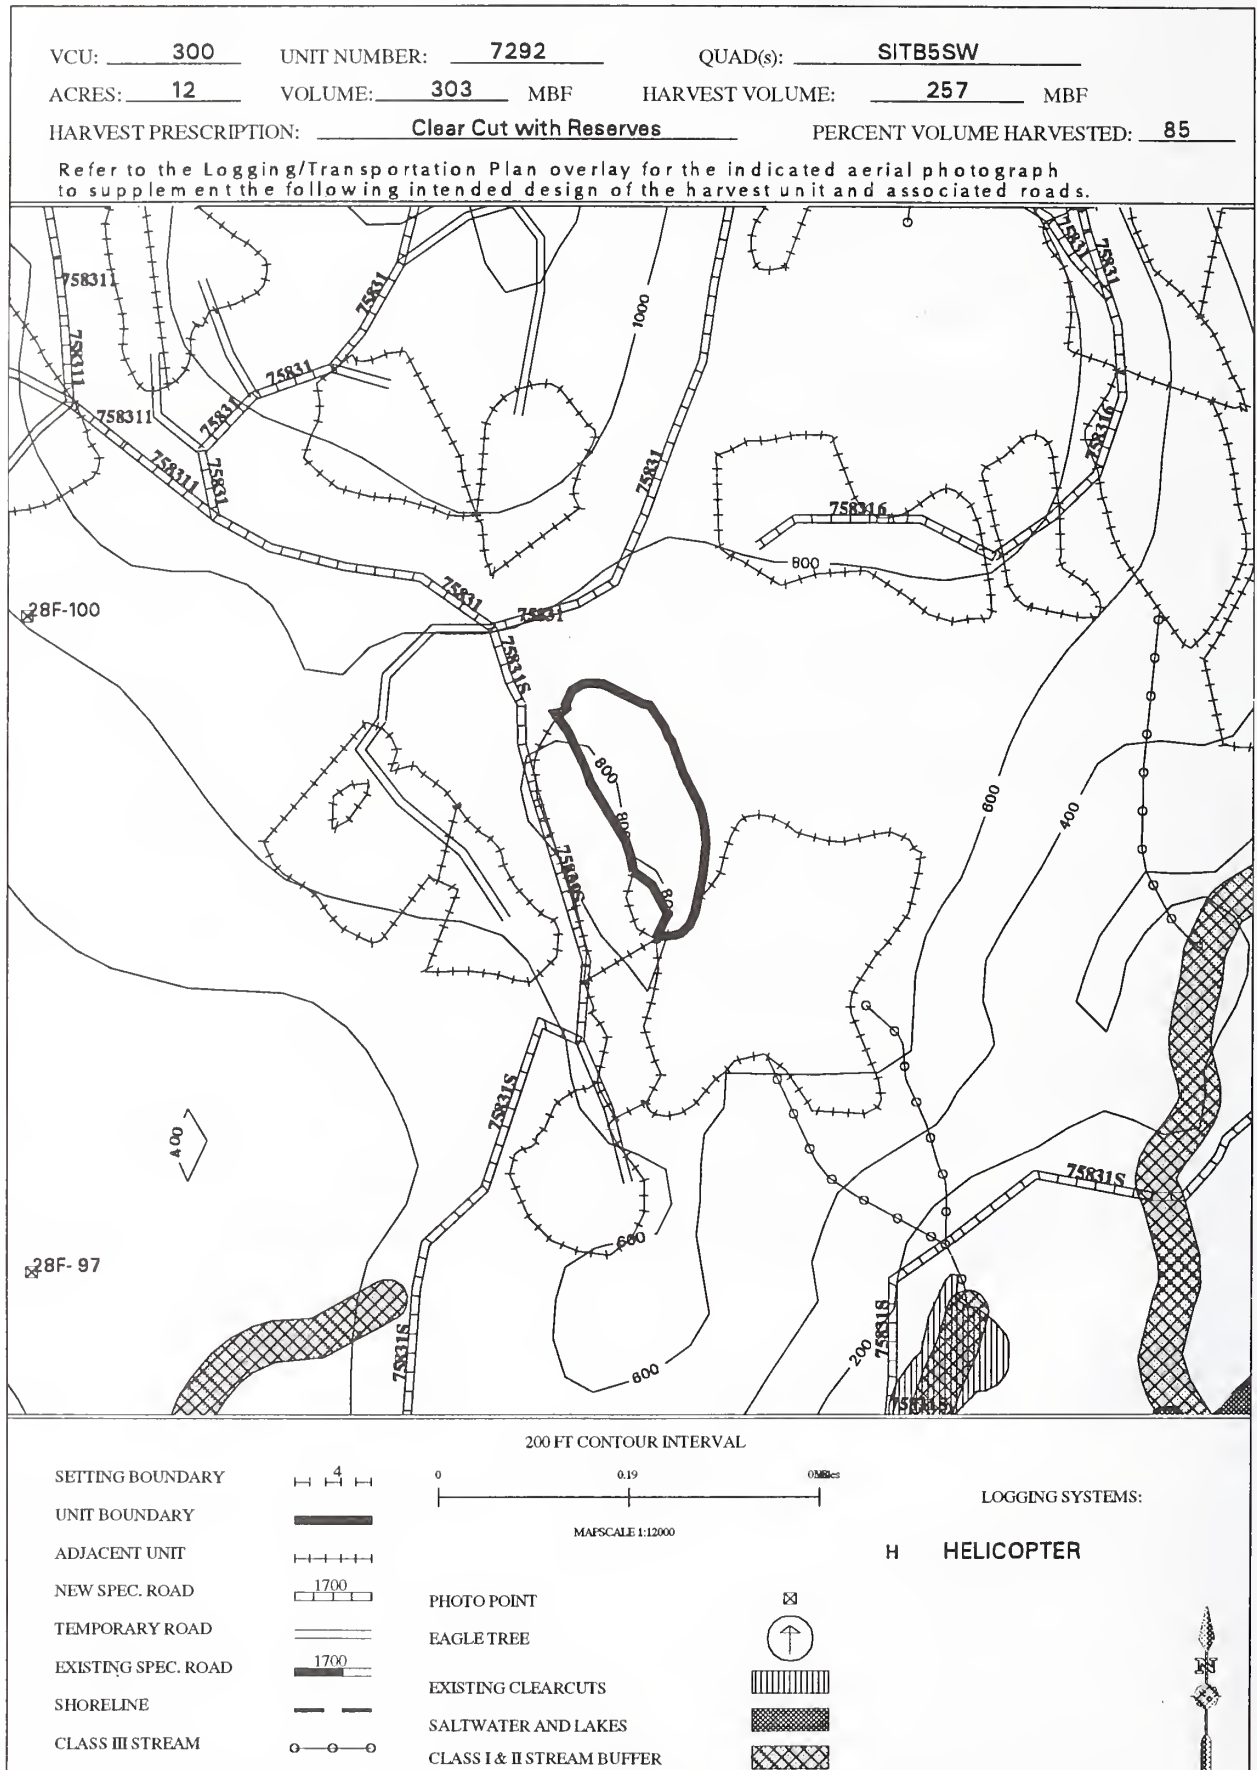 VCU: 300 UNIT NUMBER: 7292 QUAD(s): SITB5SW
ACRES: 12 VOLUME: 303 MBF HARVEST VOLUME: 257 MBF
HARVEST PRESCRIPTION: Clear Cut with Reserves PERCENT VOLUME HARVESTED: 85
Refer to the Logging/Transportation Plan overlay for the indicated aerial photograph
to supplement the following intended design of the harvest unit and associated roads.
75831
75831
758311
75831
1000
758311
75831
758311
75831
758316
758311
75831
75831
758316
800
75831
75831
28F-100
75831S
800
800
600
400
800
75831S
80
75831S
400
75831S
600
28F-97
75831S
75831S
200
600
75831S
200 FT CONTOUR INTERVAL
SETTING BOUNDARY 4
0 0.19
LOGGING SYSTEMS:
UNIT BOUNDARY
MAPSCALE 1:12000
ADJACENT UNIT
H HELICOPTER
NEW SPEC. ROAD 1700
PHOTO POINT
TEMPORARY ROAD
EAGLE TREE
EXISTING SPEC. ROAD 1700
EXISTING CLEARCUTS
N
SHORELINE
SALTWATER AND LAKES
CLASS III STREAM
CLASS I & II STREAM BUFFER